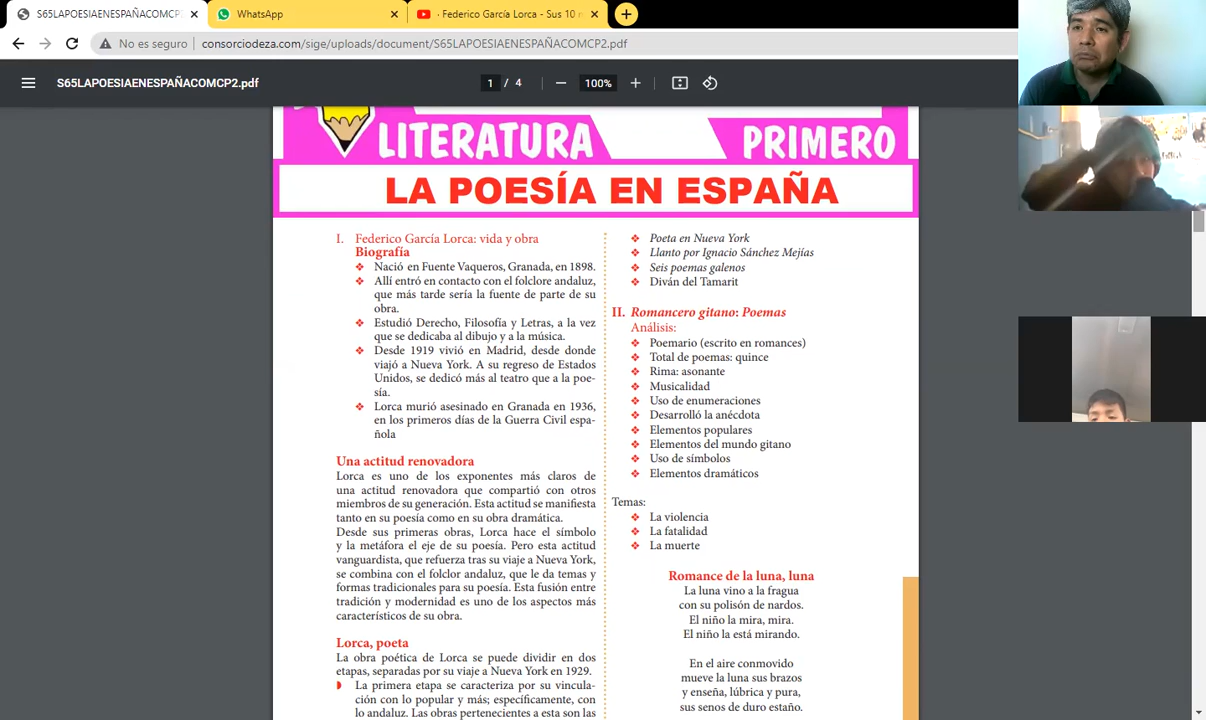 S65LAPOESIAENESPAÑACOMCP2.
WhatsApp
Federico García Lorca - Sus 10 m
No es seguro
consorciodeza.com/sige/uploads/document/S65LAPOESIAENESPAÑACOMCP2.pdf
S65LAPOESIAENESPAÑACOMCP2.pdf
1 / 4
100%
LITERATURA
PRIMERO
LA POESÍA EN ESPAÑA
I. Federico García Lorca: vida y obra
Biografía
❖ Nació en Fuente Vaqueros, Granada, en 1898.
❖ Allí entró en contacto con el folclore andaluz,
que más tarde sería la fuente de parte de su
obra.
❖ Estudió Derecho, Filosofía y Letras, a la vez
que se dedicaba al dibujo y a la música.
❖ Desde 1919 vivió en Madrid, desde donde
viajó a Nueva York. A su regreso de Estados
Unidos, se dedicó más al teatro que a la poe-
sía.
❖ Lorca murió asesinado en Granada en 1936,
en los primeros días de la Guerra Civil espa-
ñola
Una actitud renovadora
Lorca es uno de los exponentes más claros de
una actitud renovadora que compartió con otros
miembros de su generación. Esta actitud se manifiesta
tanto en su poesía como en su obra dramática.
Desde sus primeras obras, Lorca hace el símbolo
y la metáfora el eje de su poesía. Pero esta actitud
vanguardista, que refuerza tras su viaje a Nueva York,
se combina con el folclor andaluz, que le da temas y
formas tradicionales para su poesía. Esta fusión entre
tradición y modernidad es uno de los aspectos más
característicos de su obra.
Lorca, poeta
La obra poética de Lorca se puede dividir en dos
etapas, separadas por su viaje a Nueva York en 1929.
La primera etapa se caracteriza por su vincula-
ción con lo popular y más; específicamente, con
lo andaluz. Las obras pertenecientes a esta son las
❖ Poeta en Nueva York
❖ Llanto por Ignacio Sánchez Mejías
❖ Seis poemas galenos
❖ Diván del Tamarit
II. Romancero gitano: Poemas
Análisis:
❖ Poemario (escrito en romances)
❖ Total de poemas: quince
❖ Rima: asonante
❖ Musicalidad
❖ Uso de enumeraciones
❖ Desarrolló la anécdota
❖ Elementos populares
❖ Elementos del mundo gitano
❖ Uso de símbolos
❖ Elementos dramáticos
Temas:
❖ La violencia
❖ La fatalidad
❖ La muerte
Romance de la luna, luna
La luna vino a la fragua
con su polisón de nardos.
El niño la mira, mira.
El niño la está mirando.
En el aire conmovido
mueve la luna sus brazos
y enseña, lúbrica y pura,
sus senos de duro estaño.